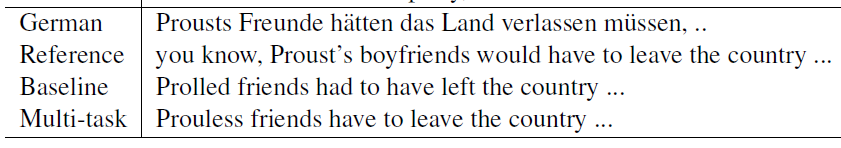 German Prousts Freunde hätten das Land verlassen müssen, ..
Reference you know, Proust's boyfriends would have to leave the country ...
Baseline Prolled friends had to have left the country ...
Multi-task Prouless friends have to leave the country ...